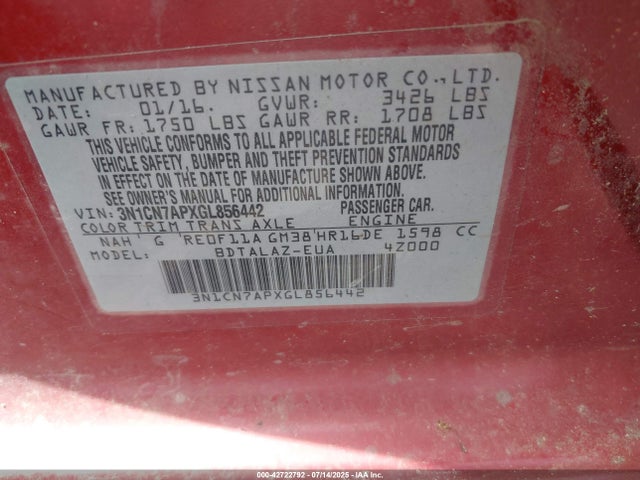 MANUFACTURED BY NISSAN MOTOR CO.,LTD.
DATE: 01/16. GVWR: 3426 LBS
GAWR FR: 1750 LBS GAWR RR: 1708 LBS
THIS VEHICLE CONFORMS TO ALL APPLICABLE FEDERAL MOTOR
VEHICLE SAFETY, BUMPER AND THEFT PREVENTION STANDARDS
IN EFFECT ON THE DATE OF MANUFACTURE SHOWN ABOVE.
SEE OWNER'S MANUAL FOR ADDITIONAL INFORMATION.
VIN: 3N1CN7APXGL856442 PASSENGER CAR.
COLOR TRIM TRANS AXLE ENGINE
NAH G RE0F11A GM38 HR16DE 1598 CC
MODEL: BDTALAZ-EUA 4Z000
3N1CN7APXGL856442
000-42722792 - 07/14/2025 - IAA Inc.